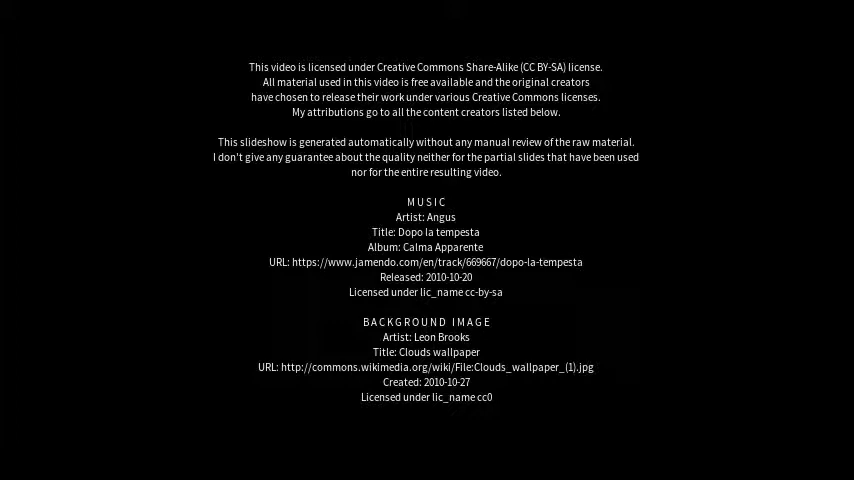 This video is licensed under Creative Commons Share-Alike (CC BY-SA) license.
All material used in this video is free available and the original creators
have chosen to release their work under various Creative Commons licenses.
My attributions go to all the content creators listed below.
This slideshow is generated automatically without any manual review of the raw material.
I don't give any guarantee about the quality neither for the partial slides that have been used
nor for the entire resulting video.
MUSIC
Artist: Angus
Title: Dopo la tempesta
Album: Calma Apparente
URL: https://www.jamendo.com/en/track/669667/dopo-la-tempesta
Released: 2010-10-20
Licensed under lic_name cc-by-sa
BACKGROUND IMAGE
Artist: Leon Brooks
Title: Clouds wallpaper
URL: http://commons.wikimedia.org/wiki/File:Clouds_wallpaper_(1).jpg
Created: 2010-10-27
Licensed under lic_name cc0